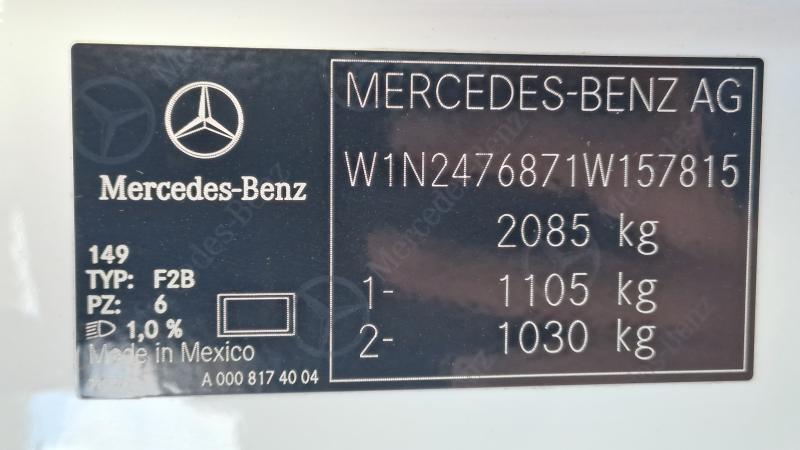 Mercedes-Benz
149
TYP: F2B
PZ: 6
1,0 %
Made in Mexico
A 000 817 40 04
MERCEDES-BENZ AG
W1N2476871W157815
2085 kg
1- 1105 kg
2- 1030 kg